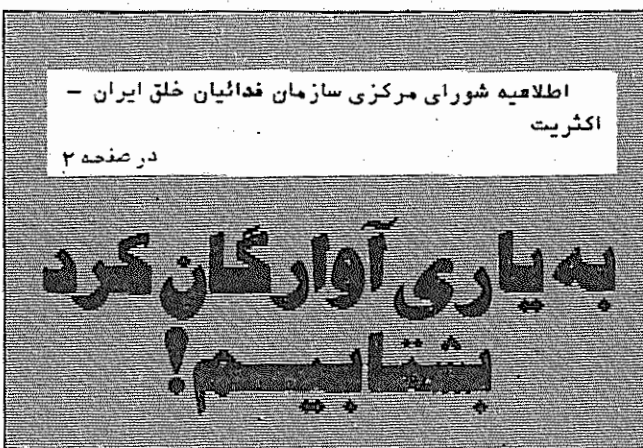 اطلاعیه شورای مرکزی سازمان فدائیان خلق ایران –
اکثریت
در صفحه ۲
به یاری آوارگان کرد
بشتابیم!